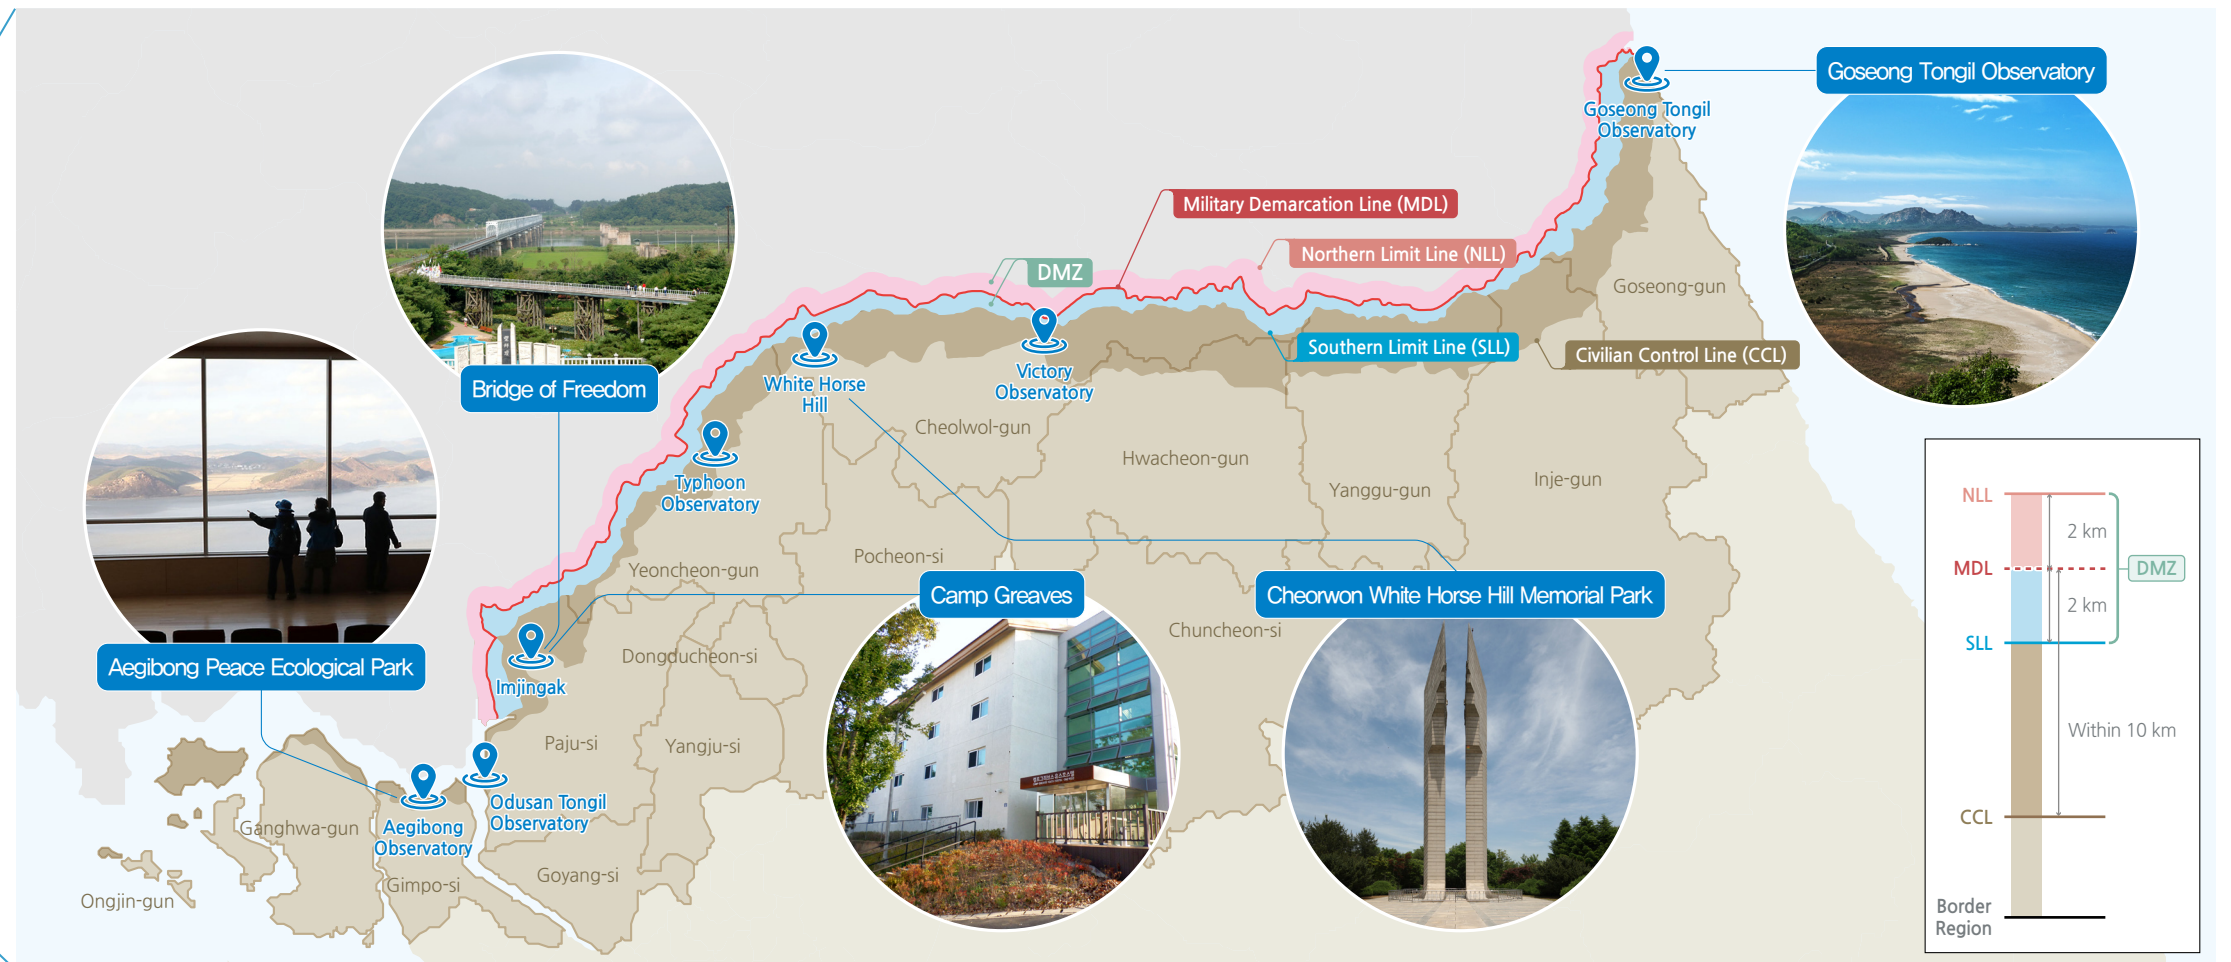 Goseong Tongil Observatory
Goseong Tongil
Observatory
Military Demarcation Line (MDL)
Northern Limit Line (NLL)
DMZ
Goseong-gun
Southern Limit Line (SLL)
Civilian Control Line (CCL)
Bridge of Freedom
White Horse
Hill
Victory
Observatory
Cheolwol-gun
Hwacheon-gun
Yanggu-gun
Inje-gun
Typhoon
Observatory
Yeoncheon-gun
Pocheon-si
Camp Greaves
Cheorwon White Horse Hill Memorial Park
Chuncheon-si
Aegibong Peace Ecological Park
Imjingak
Dongducheon-si
Paju-si
Yangju-si
Odusan Tongil
Observatory
Ganghwa-gun
Aegibong
Observatory
Goyang-si
Gimpo-si
Ongjin-gun
NLL
2 km
MDL
DMZ
2 km
SLL
Within 10 km
CCL
Border
Region